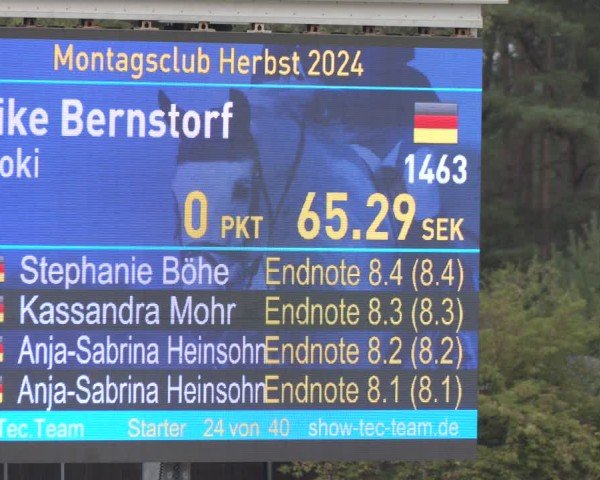 Montagsclub Herbst 2024
ike Bernstorf
oki
1463
0 PKT 65.29 SEK
Stephanie Böhe Endnote 8.4 (8.4)
Kassandra Mohr Endnote 8.3 (8.3)
Anja-Sabrina Heinsohn Endnote 8.2 (8.2)
Anja-Sabrina Heinsohn Endnote 8.1 (8.1)
Tec.Team Starter 24 von 40 show-tec-team.de